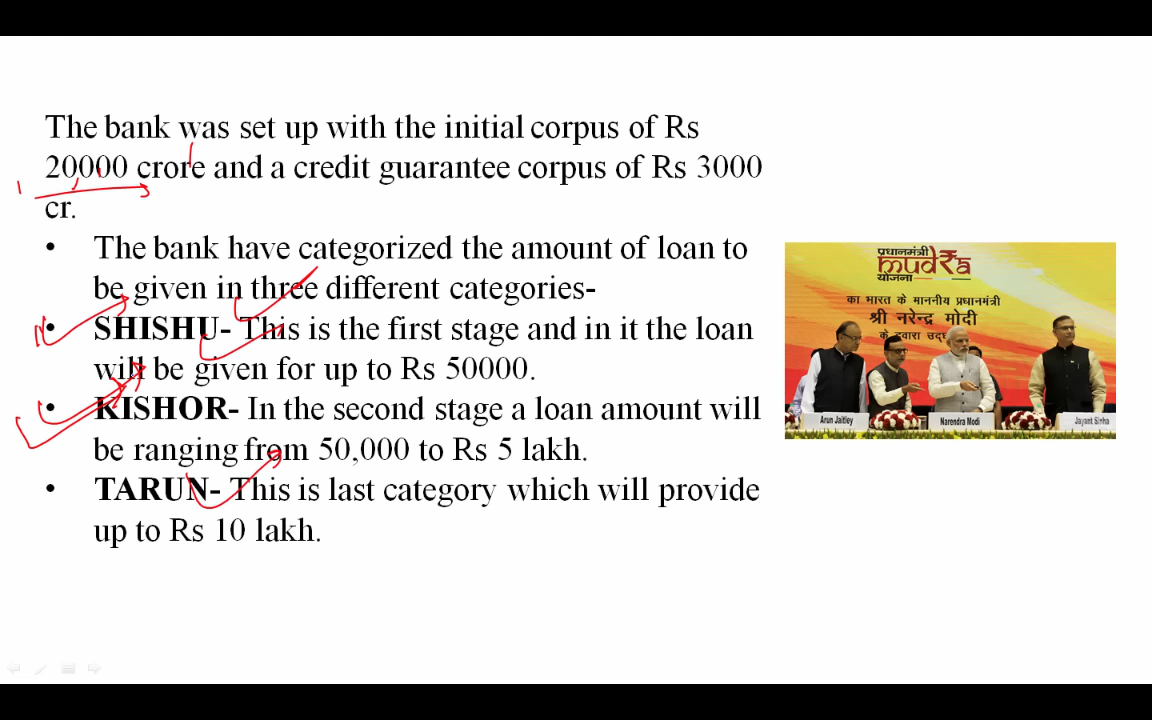 The bank was set up with the initial corpus of Rs
20000 crore and a credit guarantee corpus of Rs 3000
cr.
• The bank have categorized the amount of loan to
be given in three different categories-
• SHISHU- This is the first stage and in it the loan
will be given for up to Rs 50000.
• KISHOR- In the second stage a loan amount will
be ranging from 50,000 to Rs 5 lakh.
• TARUN- This is last category which will provide
up to Rs 10 lakh.
प्रधानमंत्री
mudRa
योजना
का भारत के माननीय प्रधानमंत्री
श्री नरेन्द्र मोदी
के द्वारा
Arun Jaitley
Narendra Modi
Jayant Sinha